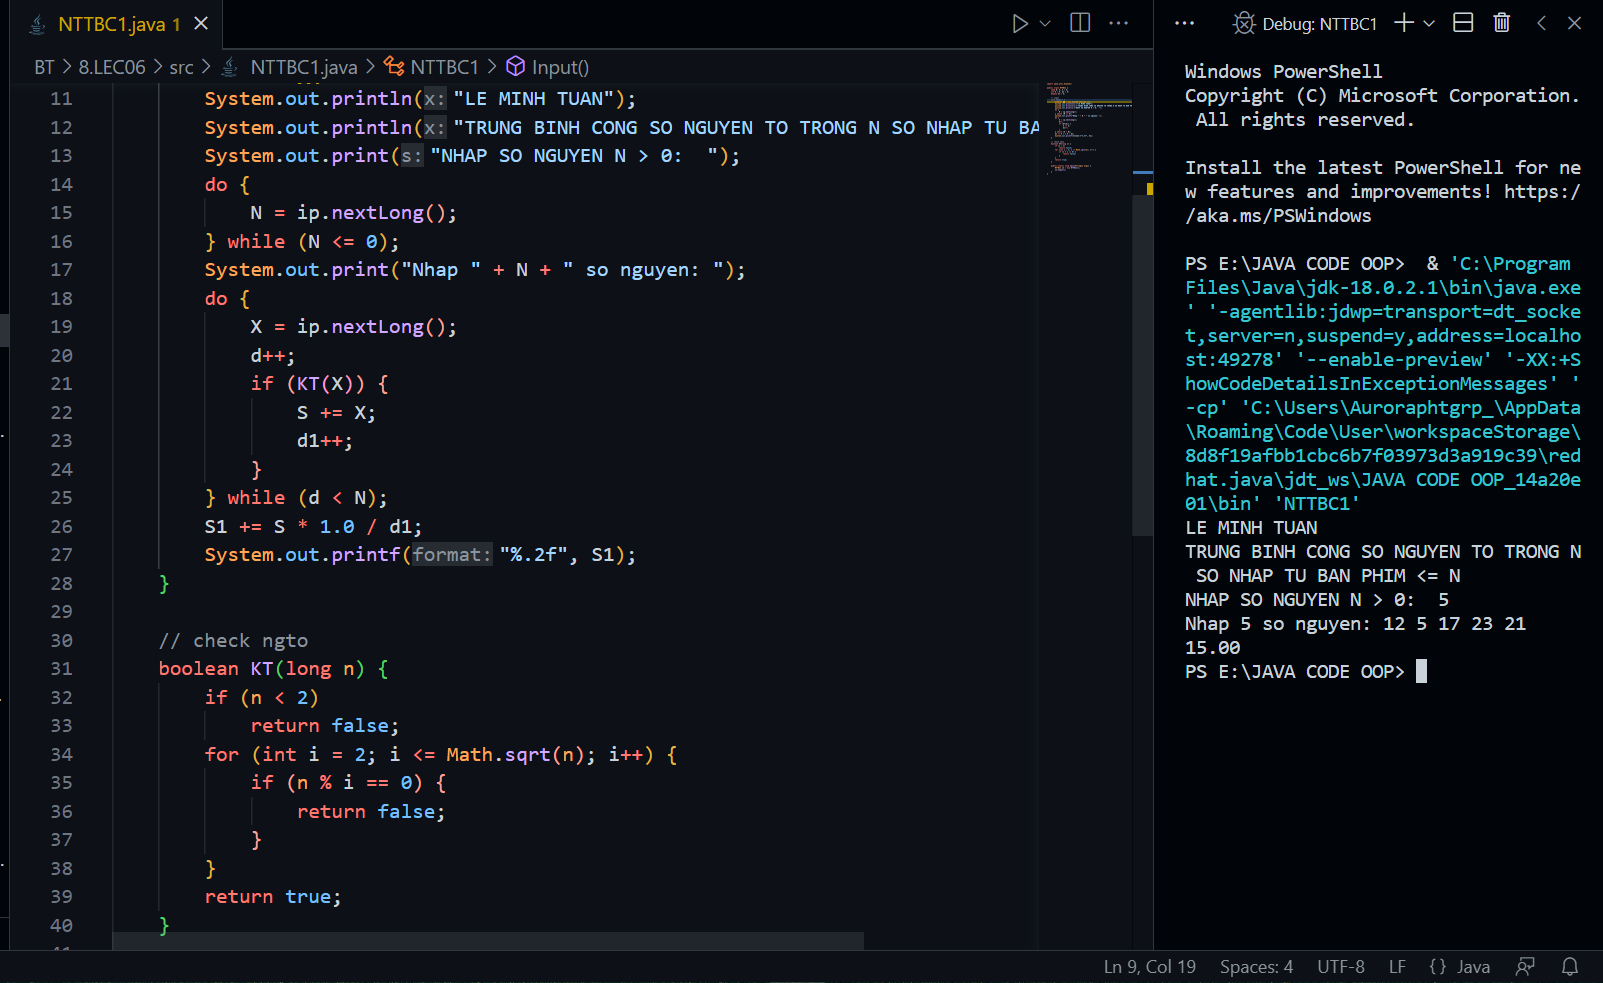 NTTBC1.java 1
BT > 8.LEC06 > src > NTTBC1.java > NTTBC1 > Input()
11 System.out.println(x: "LE MINH TUAN");
12 System.out.println(x: "TRUNG BINH CONG SO NGUYEN TO TRONG N SO NHAP TU BA
13 System.out.print(s: "NHAP SO NGUYEN N > 0:  ");
14 do {
15 N = ip.nextLong();
16 } while (N <= 0);
17 System.out.print("Nhap " + N + " so nguyen: ");
18 do {
19 X = ip.nextLong();
20 d++;
21 if (KT(X)) {
22 S += X;
23 d1++;
24 }
25 } while (d < N);
26 S1 += S * 1.0 / d1;
27 System.out.printf(format: "%.2f", S1);
28 }
29
30 // check ngto
31 boolean KT(long n) {
32 if (n < 2)
33 return false;
34 for (int i = 2; i <= Math.sqrt(n); i++) {
35 if (n % i == 0) {
36 return false;
37 }
38 }
39 return true;
40 }
Debug: NTTBC1
Windows PowerShell
Copyright (C) Microsoft Corporation.
All rights reserved.
Install the latest PowerShell for ne
w features and improvements! https:/
/aka.ms/PSWindows
PS E:\JAVA CODE OOP>  & 'C:\Program
Files\Java\jdk-18.0.2.1\bin\java.exe
' '-agentlib:jdwp=transport=dt_socke
t,server=n,suspend=y,address=localho
st:49278' '--enable-preview' '-XX:+S
howCodeDetailsInExceptionMessages' '
-cp' 'C:\Users\Auroraphtgrp_\AppData
\Roaming\Code\User\workspaceStorage\
8d8f19afbb1cbc6b7f03973d3a919c39\red
hat.java\jdt_ws\JAVA CODE OOP_14a20e
01\bin' 'NTTBC1'
LE MINH TUAN
TRUNG BINH CONG SO NGUYEN TO TRONG N
SO NHAP TU BAN PHIM <= N
NHAP SO NGUYEN N > 0:  5
Nhap 5 so nguyen: 12 5 17 23 21
15.00
PS E:\JAVA CODE OOP>
Ln 9, Col 19 Spaces: 4 UTF-8 LF {} Java